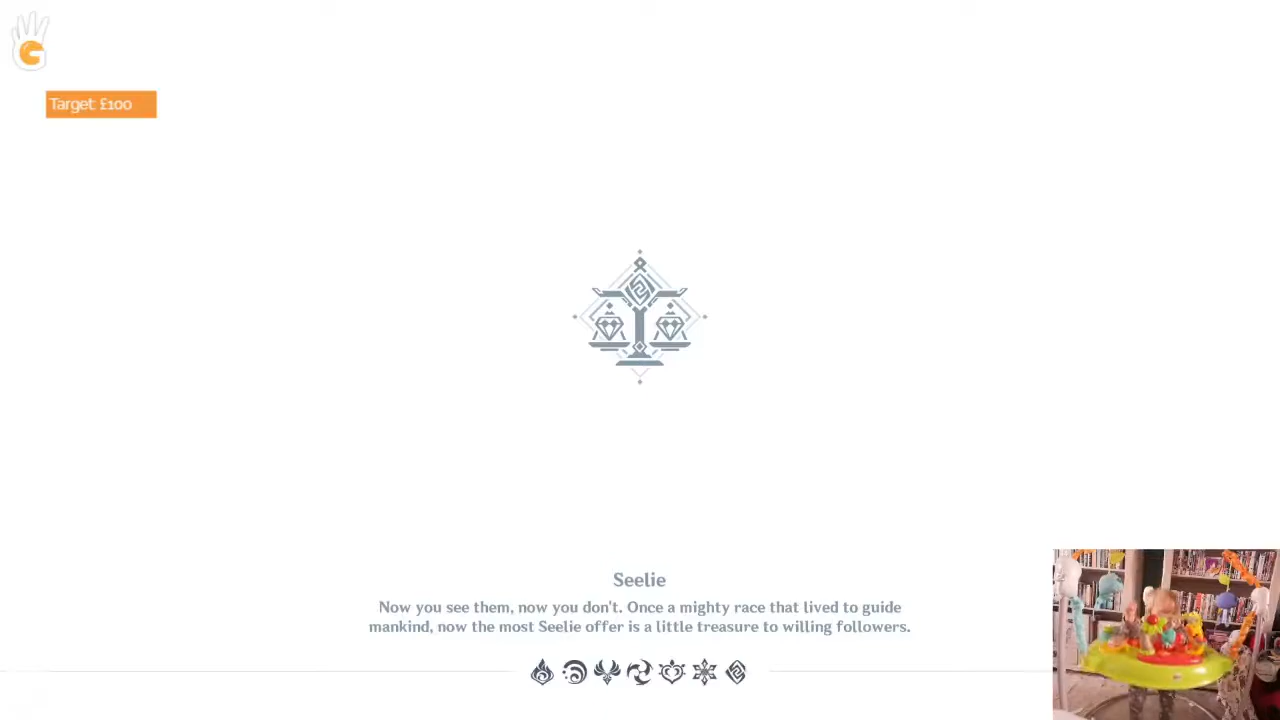 Target: £100
Seelie
Now you see them, now you don't. Once a mighty race that lived to guide
mankind, now the most Seelie offer is a little treasure to willing followers.